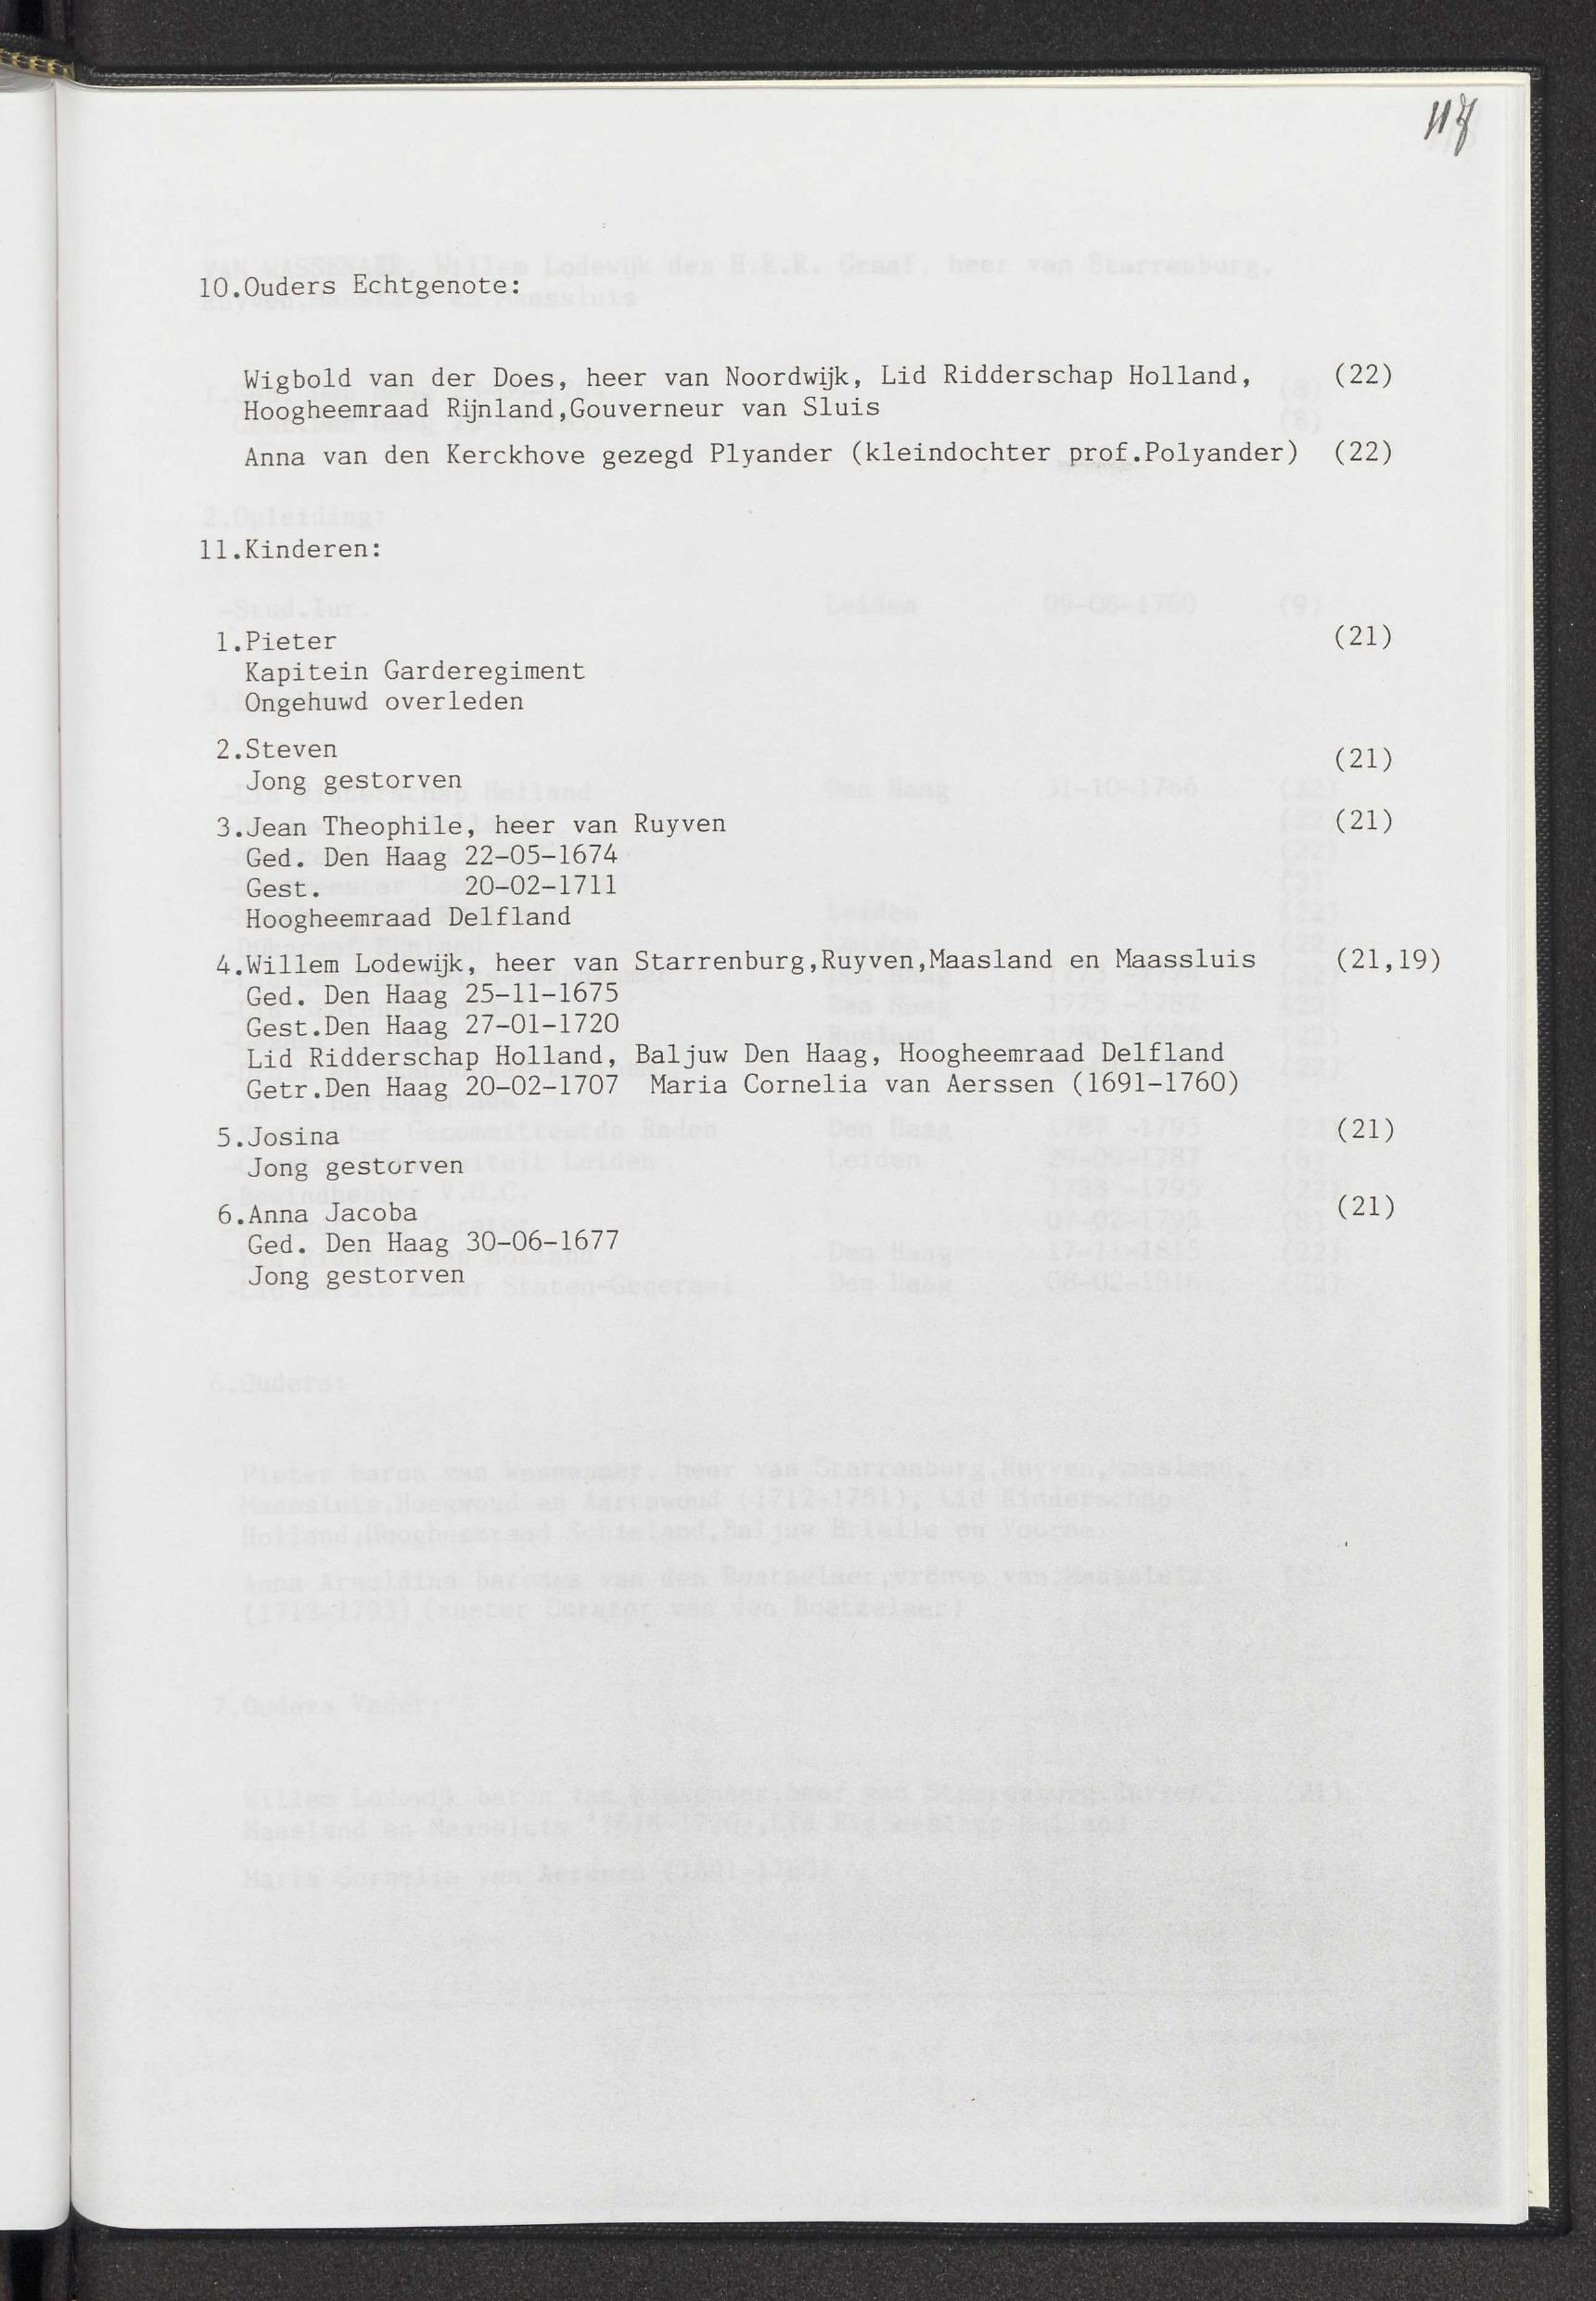 117
10.Ouders Echtgenote:
Wigbold van der Does, heer van Noordwijk, Lid Ridderschap Holland, (22)
Hoogheemraad Rijnland,Gouverneur van Sluis
Anna van den Kerckhove gezegd Plyander (kleindochter prof.Polyander) (22)
11.Kinderen:
1.Pieter (21)
Kapitein Garderegiment
Ongehuwd overleden
2.Steven (21)
Jong gestorven
3.Jean Theophile, heer van Ruyven (21)
Ged. Den Haag 22-05-1674
Gest. 20-02-1711
Hoogheemraad Delfland
4.Willem Lodewijk, heer van Starrenburg,Ruyven,Maasland en Maassluis (21,19)
Ged. Den Haag 25-11-1675
Gest.Den Haag 27-01-1720
Lid Ridderschap Holland, Baljuw Den Haag, Hoogheemraad Delfland
Getr.Den Haag 20-02-1707 Maria Cornelia van Aerssen (1691-1760)
5.Josina (21)
Jong gestorven
6.Anna Jacoba (21)
Ged. Den Haag 30-06-1677
Jong gestorven